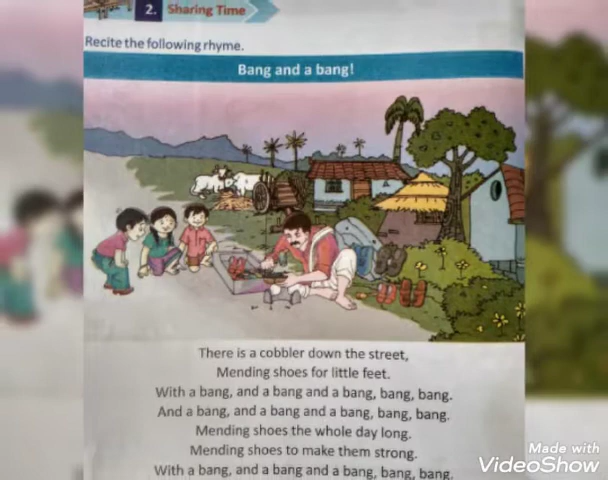 2. Sharing Time
Recite the following rhyme.
Bang and a bang!
There is a cobbler down the street,
Mending shoes for little feet.
With a bang, and a bang and a bang, bang, bang.
And a bang, and a bang and a bang, bang, bang.
Mending shoes the whole day long.
Mending shoes to make them strong.
With a bang, and a bang and a bang, bang, bang.
Made with
VideoShow